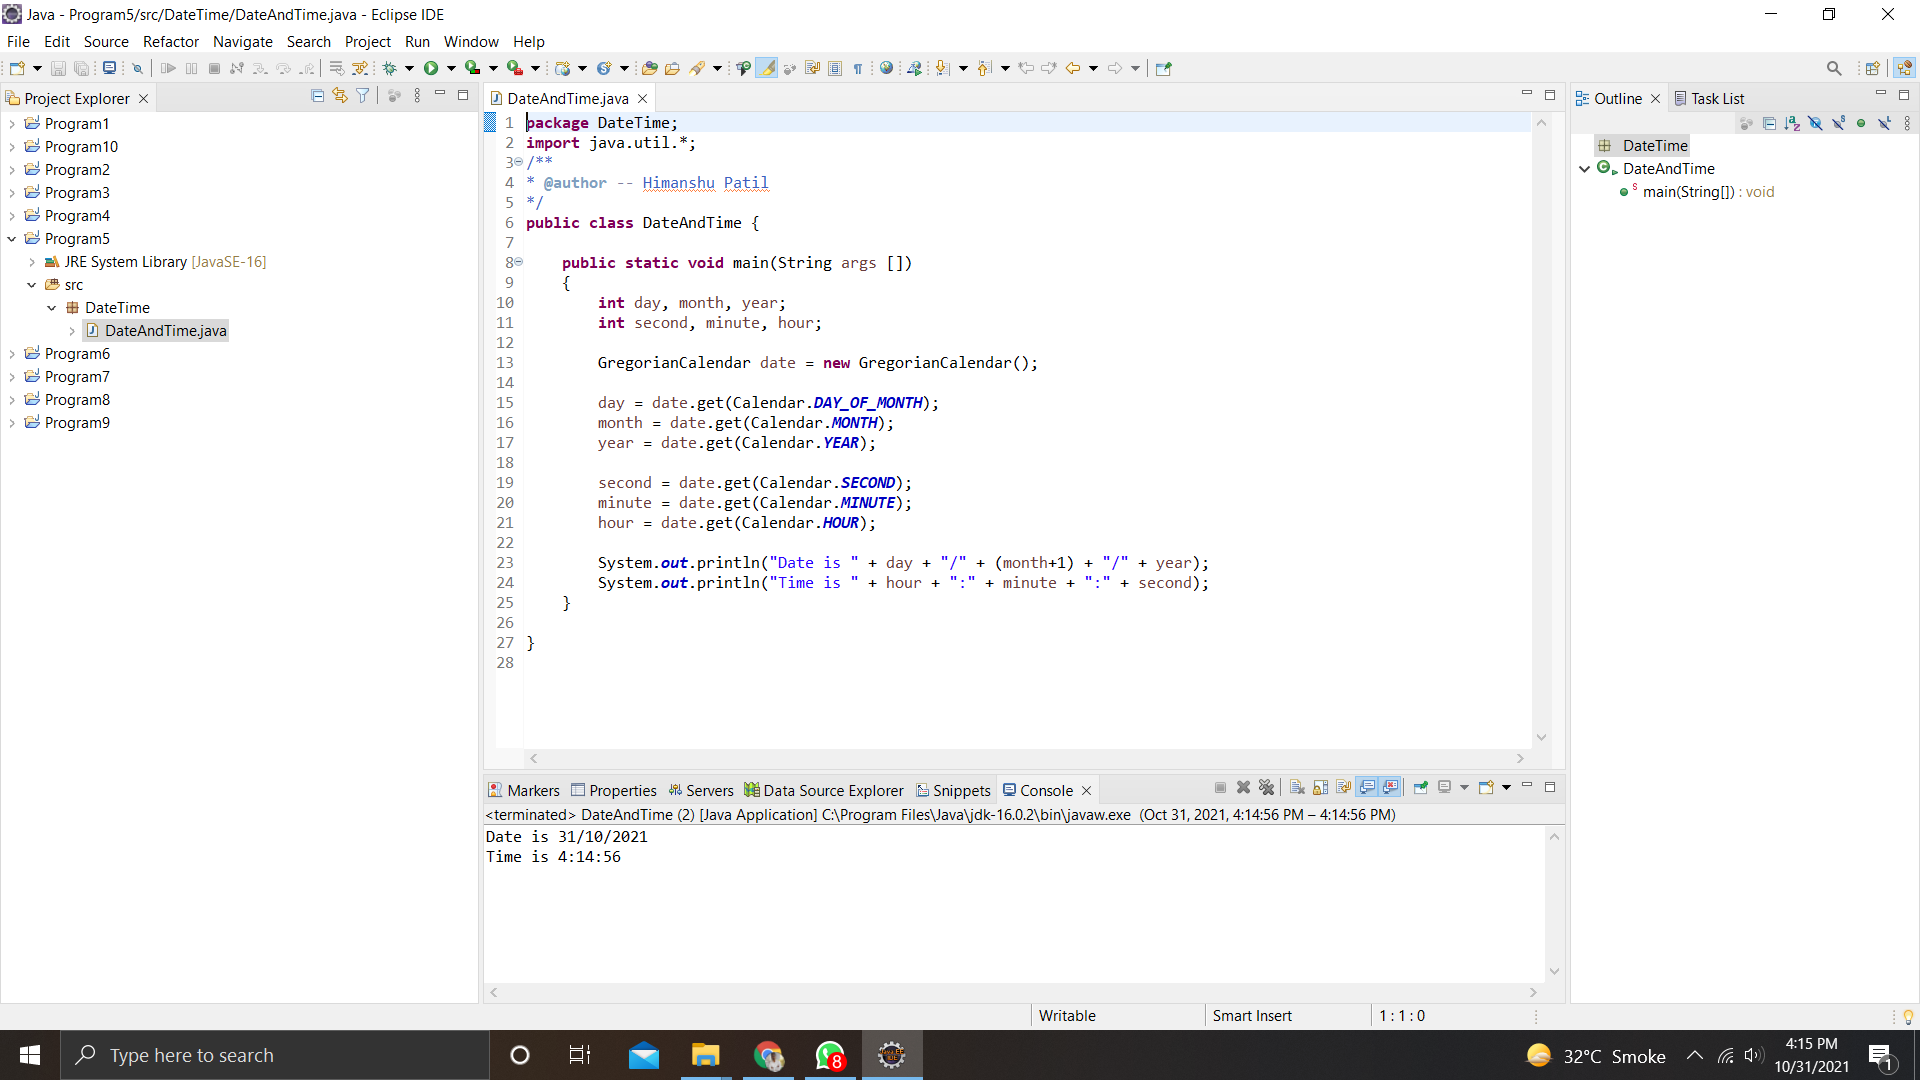 Java - Program5/src/DateTime/DateAndTime.java - Eclipse IDE
File Edit Source Refactor Navigate Search Project Run Window Help
Project Explorer
Program1
Program10
Program2
Program3
Program4
Program5
JRE System Library [JavaSE-16]
src
DateTime
DateAndTime.java
Program6
Program7
Program8
Program9
DateAndTime.java
1 package DateTime;
2 import java.util.*;
3 /**
4 * @author -- Himanshu Patil
5 */
6 public class DateAndTime {
7
8 public static void main(String args [])
9 {
10 int day, month, year;
11 int second, minute, hour;
12
13 GregorianCalendar date = new GregorianCalendar();
14
15 day = date.get(Calendar.DAY_OF_MONTH);
16 month = date.get(Calendar.MONTH);
17 year = date.get(Calendar.YEAR);
18
19 second = date.get(Calendar.SECOND);
20 minute = date.get(Calendar.MINUTE);
21 hour = date.get(Calendar.HOUR);
22
23 System.out.println("Date is " + day + "/" + (month+1) + "/" + year);
24 System.out.println("Time is " + hour + ":" + minute + ":" + second);
25 }
26
27 }
28
Outline Task List
DateTime
DateAndTime
main(String[]) : void
Markers Properties Servers Data Source Explorer Snippets Console
<terminated> DateAndTime (2) [Java Application] C:\Program Files\Java\jdk-16.0.2\bin\javaw.exe (Oct 31, 2021, 4:14:56 PM – 4:14:56 PM)
Date is 31/10/2021
Time is 4:14:56
Writable Smart Insert 1 : 1 : 0
Type here to search
8
32°C Smoke
4:15 PM
10/31/2021
1